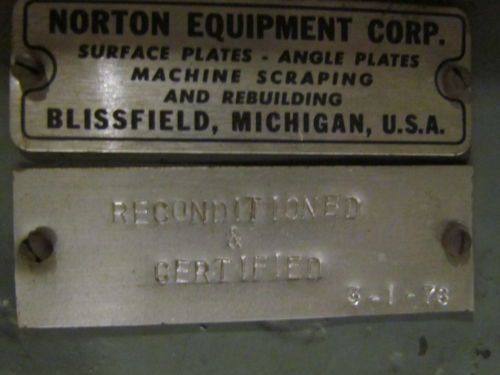 NORTON EQUIPMENT CORP.
SURFACE PLATES - ANGLE PLATES
MACHINE SCRAPING
AND REBUILDING
BLISSFIELD, MICHIGAN, U.S.A.
RECONDITIONED
&
CERTIFIED
3-1-78